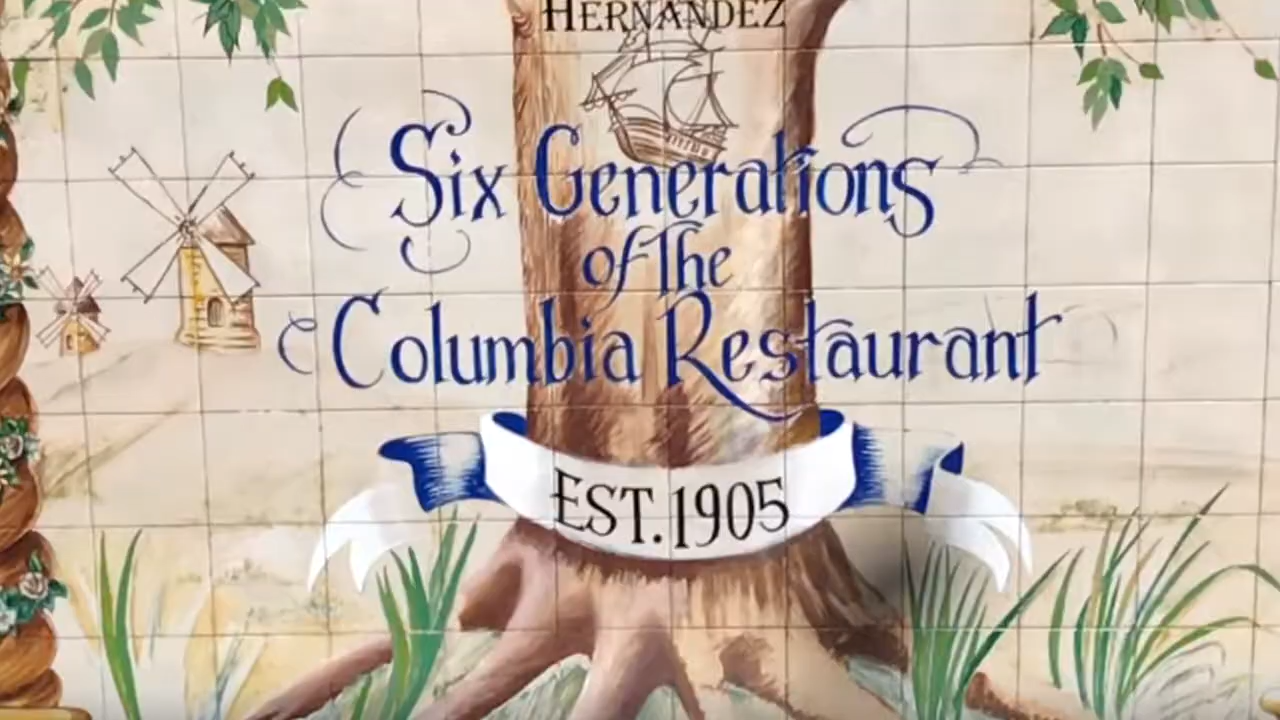 HERNANDEZ
Six Generations
of The
Columbia Restaurant
EST. 1905